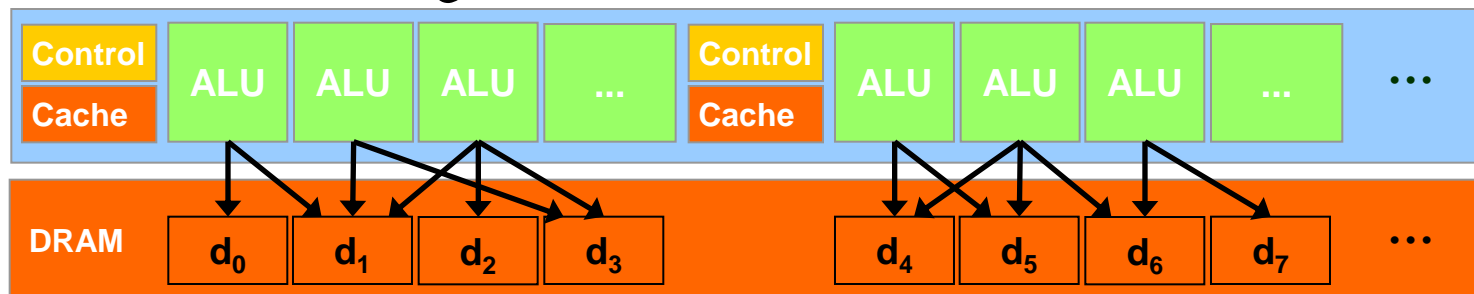 Control ALU ALU ALU ... Control ALU ALU ALU ... ...
Cache Cache
DRAM d₀ d₁ d₂ d₃ d₄ d₅ d₆ d₇ ...